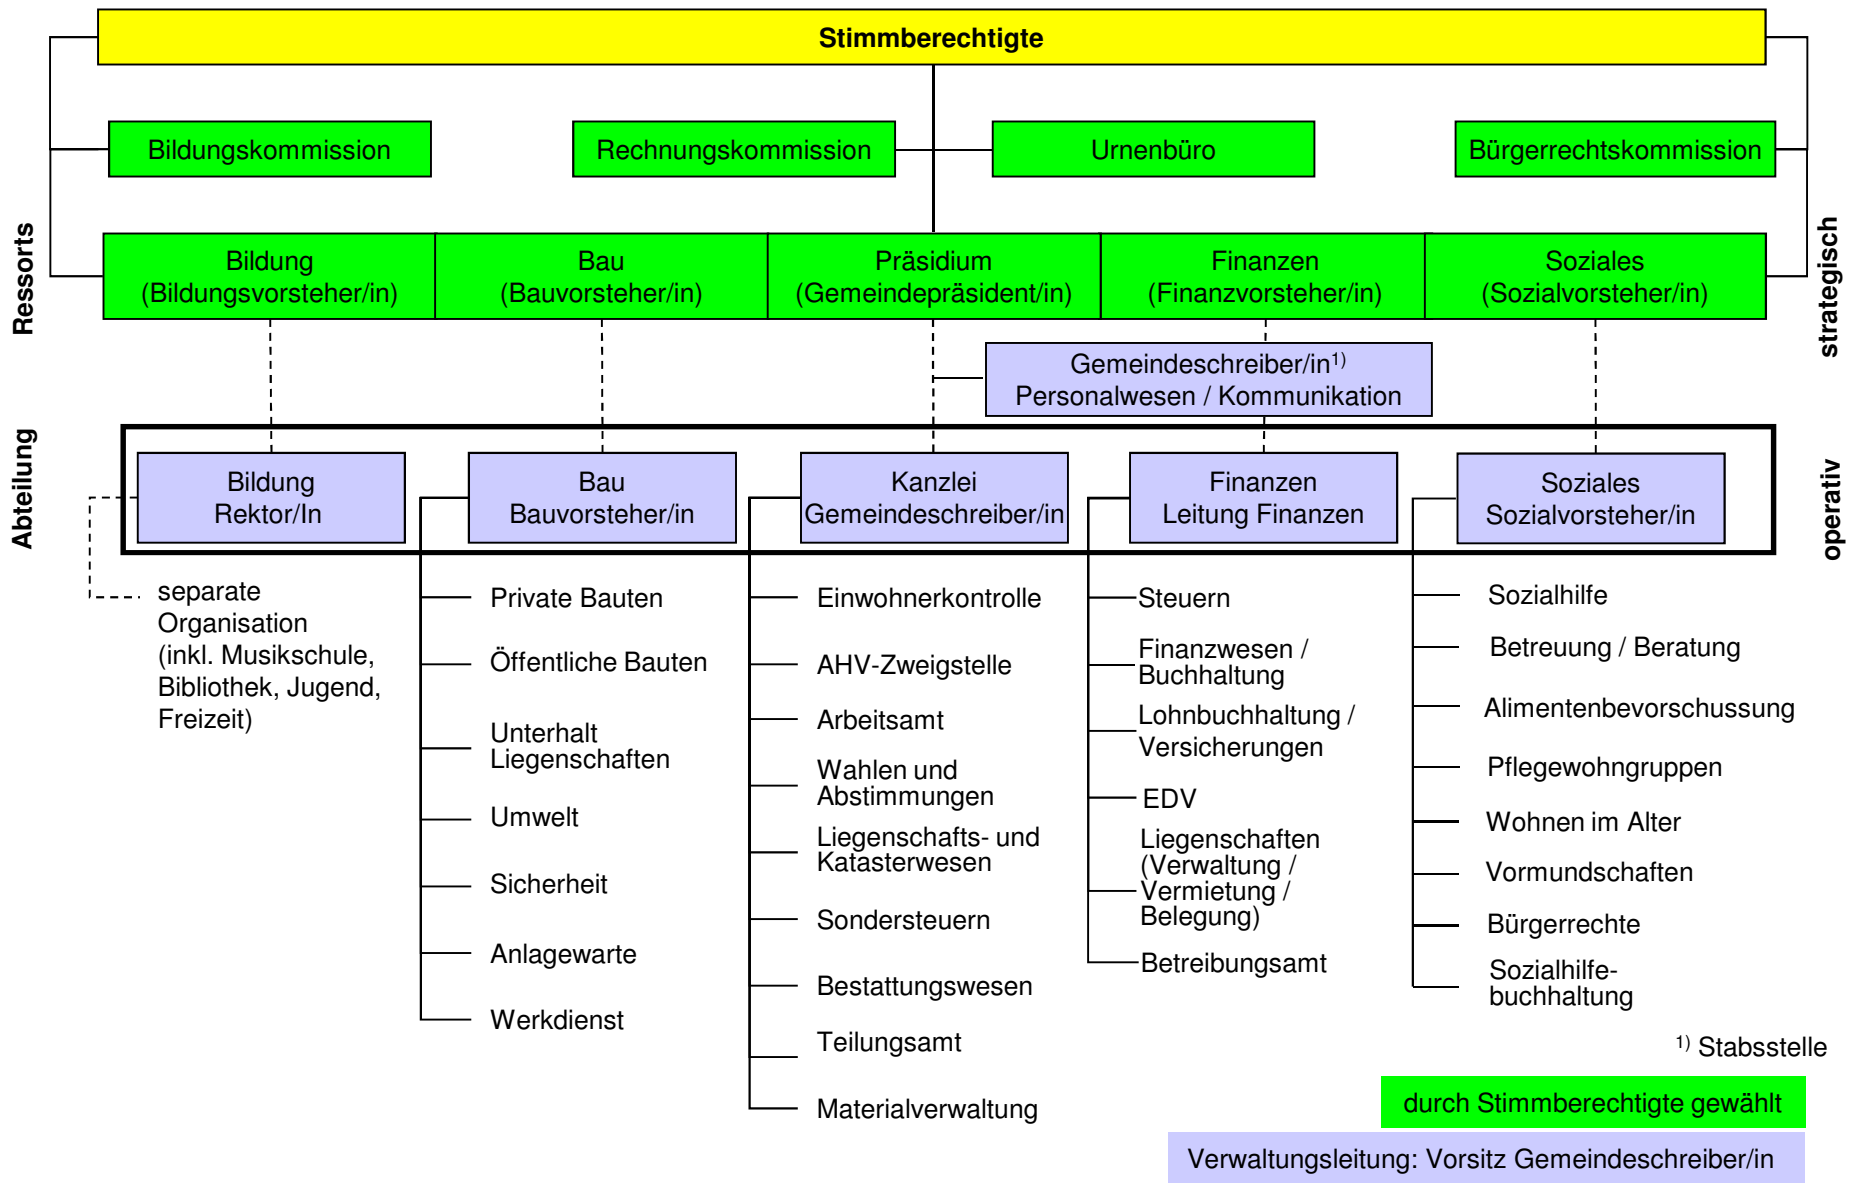 Stimmberechtigte
Bildungskommission
Rechnungskommission
Urnenbüro
Bürgerrechtskommission
Ressorts
strategisch
Bildung
(Bildungsvorsteher/in)
Bau
(Bauvorsteher/in)
Präsidium
(Gemeindepräsident/in)
Finanzen
(Finanzvorsteher/in)
Soziales
(Sozialvorsteher/in)
Gemeindeschreiber/in1)
Personalwesen / Kommunikation
Abteilung
operativ
Bildung
Rektor/In
Bau
Bauvorsteher/in
Kanzlei
Gemeindeschreiber/in
Finanzen
Leitung Finanzen
Soziales
Sozialvorsteher/in
separate
Organisation
(inkl. Musikschule,
Bibliothek, Jugend,
Freizeit)
Private Bauten
Öffentliche Bauten
Unterhalt
Liegenschaften
Umwelt
Sicherheit
Anlagewarte
Werkdienst
Einwohnerkontrolle
AHV-Zweigstelle
Arbeitsamt
Wahlen und
Abstimmungen
Liegenschafts- und
Katasterwesen
Sondersteuern
Bestattungswesen
Teilungsamt
Materialverwaltung
Steuern
Finanzwesen /
Buchhaltung
Lohnbuchhaltung /
Versicherungen
EDV
Liegenschaften
(Verwaltung /
Vermietung /
Belegung)
Betreibungsamt
Sozialhilfe
Betreuung / Beratung
Alimentenbevorschussung
Pflegewohngruppen
Wohnen im Alter
Vormundschaften
Bürgerrechte
Sozialhilfe-
buchhaltung
1) Stabsstelle
durch Stimmberechtigte gewählt
Verwaltungsleitung: Vorsitz Gemeindeschreiber/in